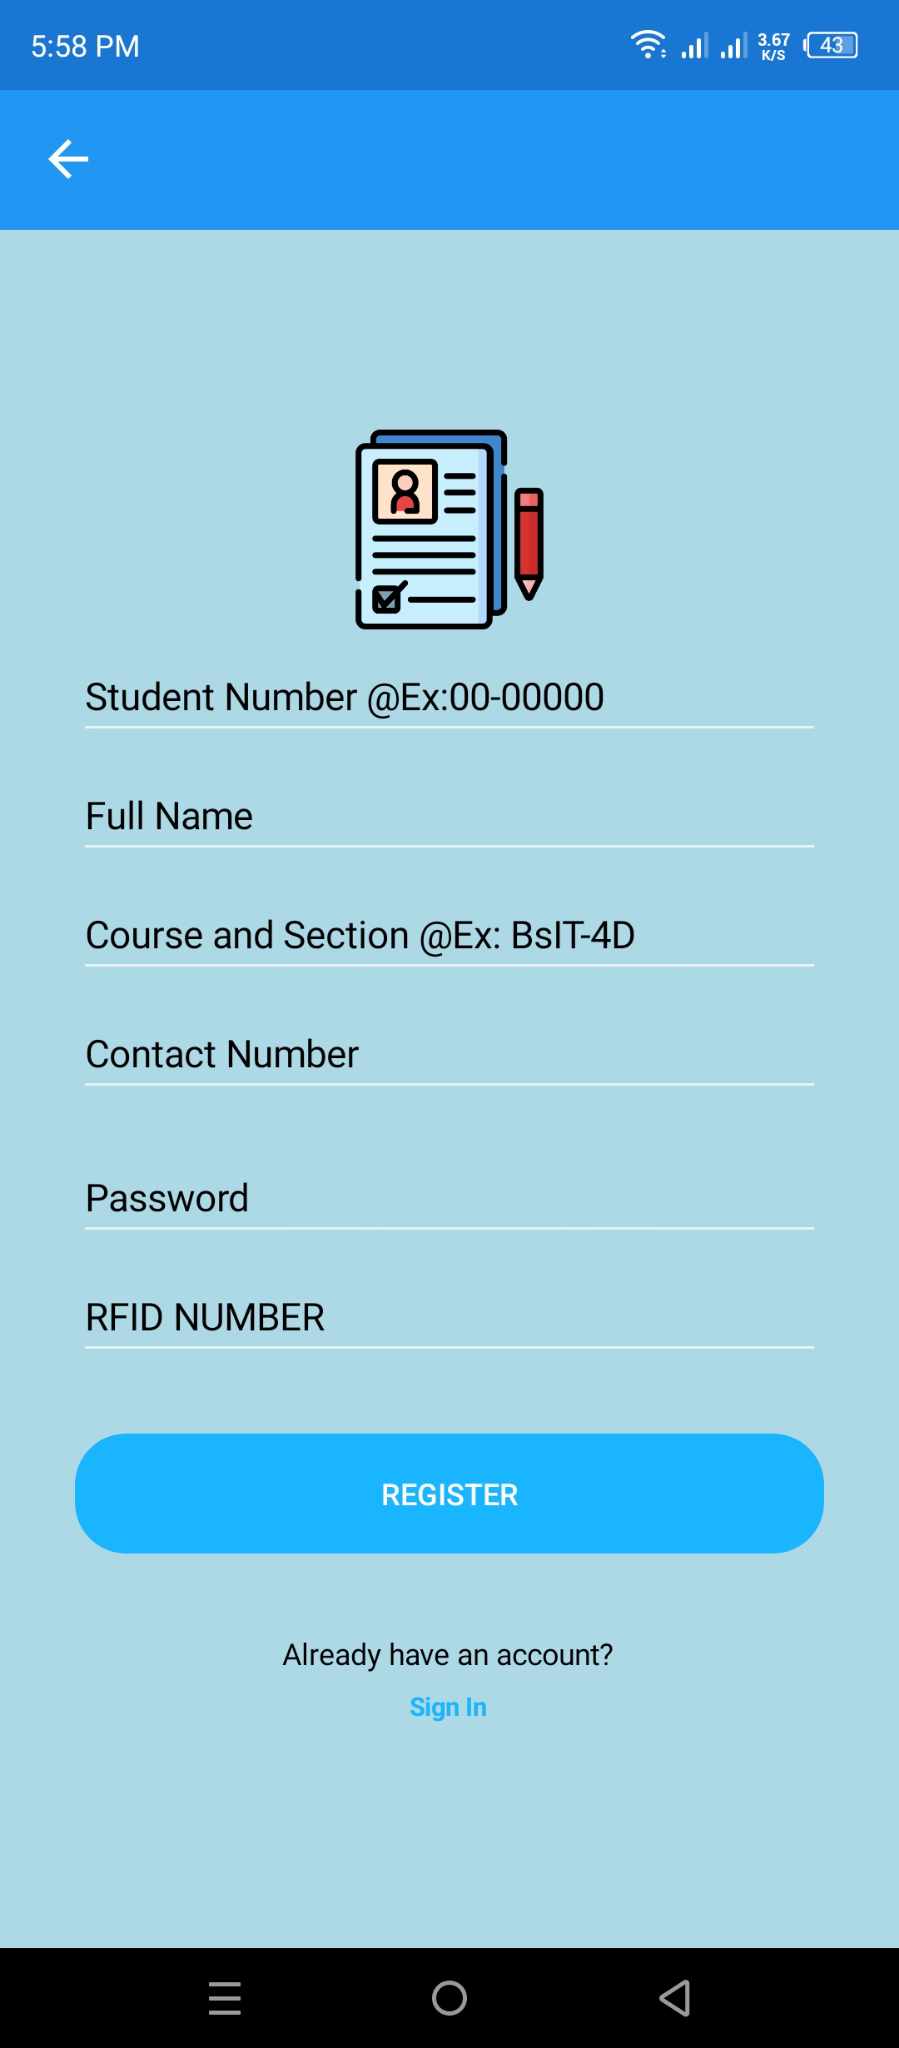 5:58 PM
3.67
K/S
43
Student Number @Ex:00-00000
Full Name
Course and Section @Ex: BsIT-4D
Contact Number
Password
RFID NUMBER
REGISTER
Already have an account?
Sign In